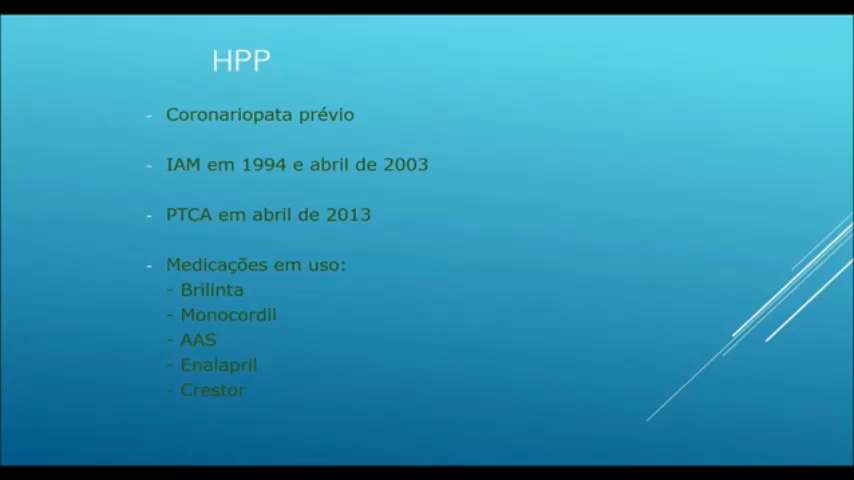 HPP
- Coronariopata prévio
- IAM em 1994 e abril de 2003
- PTCA em abril de 2013
- Medicações em uso:
- Brilinta
- Monocordil
- AAS
- Enalapril
- Crestor